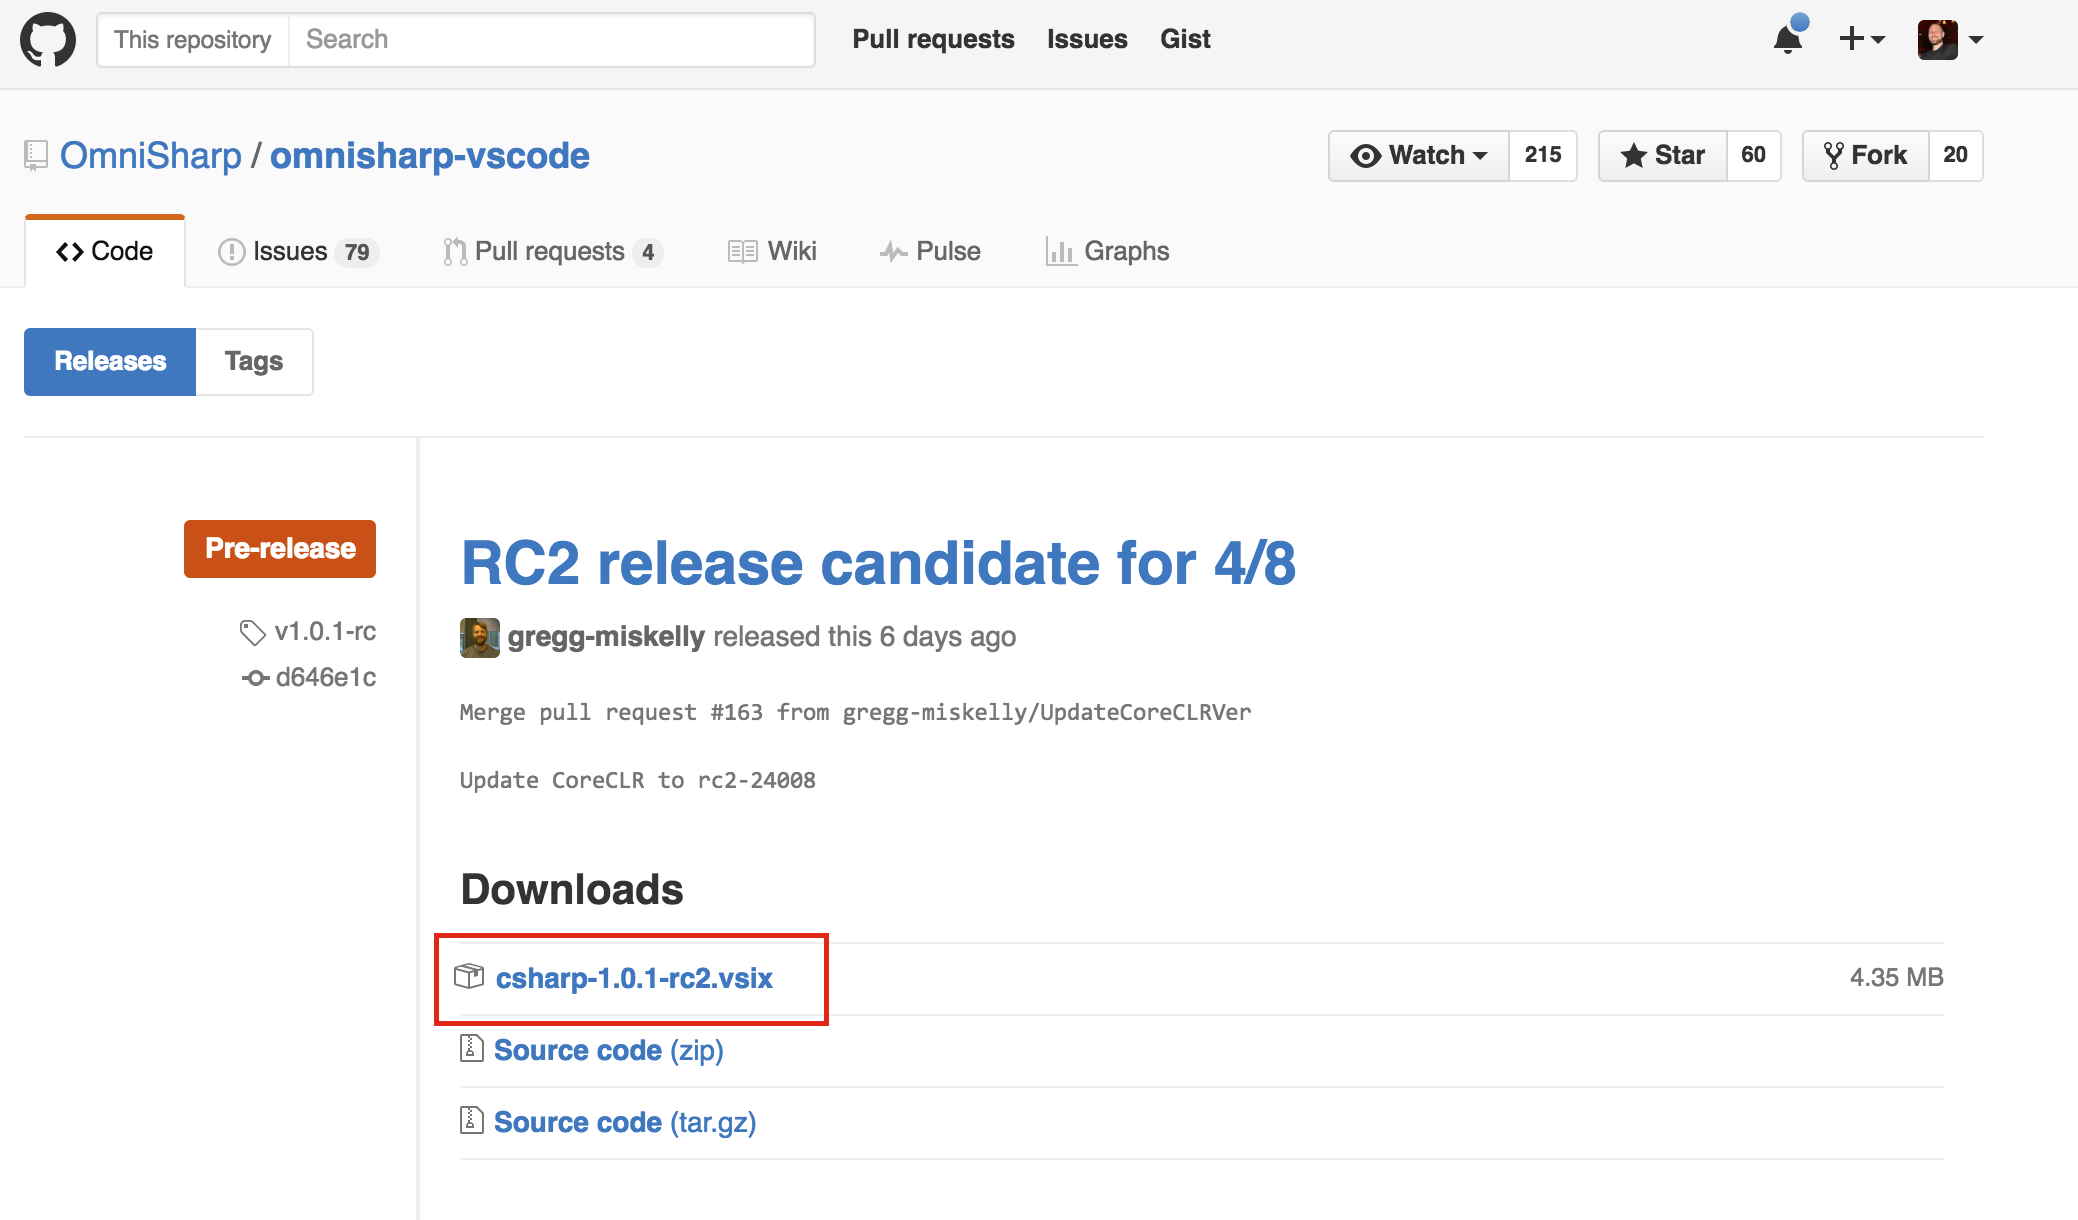 This repository Search Pull requests Issues Gist
OmniSharp / omnisharp-vscode Watch 215 Star 60 Fork 20
Code Issues 79 Pull requests 4 Wiki Pulse Graphs
Releases Tags
Pre-release
v1.0.1-rc
d646e1c
RC2 release candidate for 4/8
gregg-miskelly released this 6 days ago
Merge pull request #163 from gregg-miskelly/UpdateCoreCLRVer
Update CoreCLR to rc2-24008
Downloads
csharp-1.0.1-rc2.vsix 4.35 MB
Source code (zip)
Source code (tar.gz)